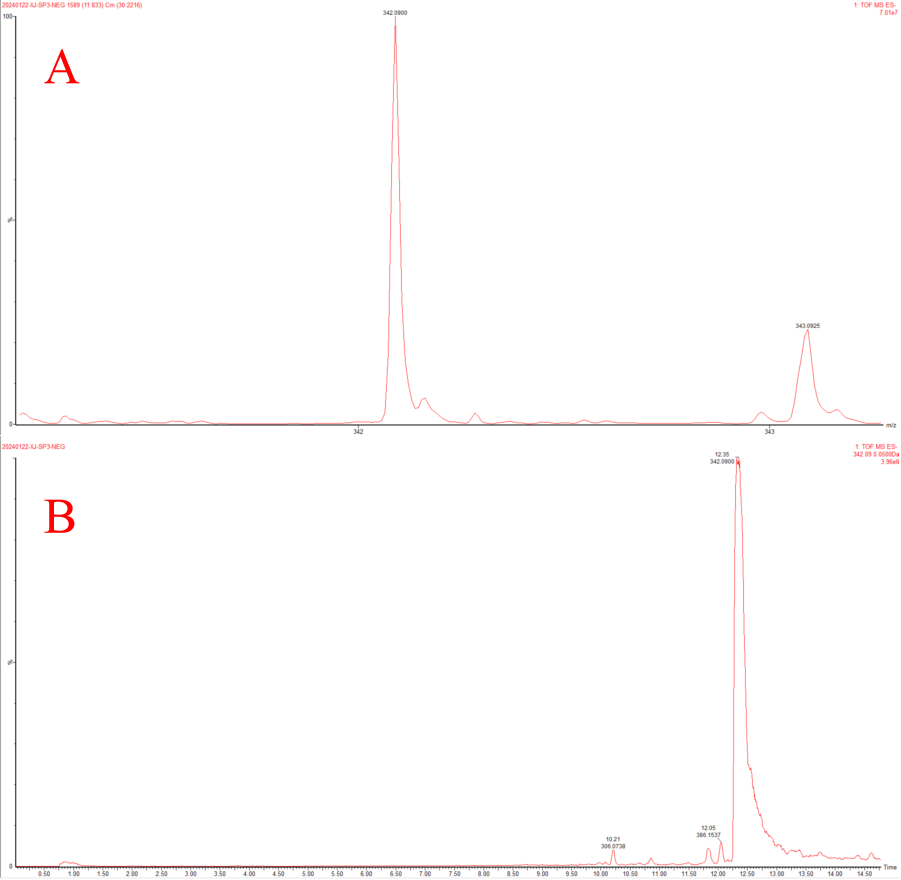 20240122-XJ-SP3-NEG 1589 (11.833) Cm (30.2216)
1: TOF MS ES-
7.01e7
100
342.0900
A
%
343.0925
0
342
343
m/z
20240122-XJ-SP3-NEG
1: TOF MS ES-
342.09 0.0500Da
3.96e6
12.35
342.0900
B
%
12.05
386.1537
10.21
306.0738
0
0.50 1.00 1.50 2.00 2.50 3.00 3.50 4.00 4.50 5.00 5.50 6.00 6.50 7.00 7.50 8.00 8.50 9.00 9.50 10.00 10.50 11.00 11.50 12.00 12.50 13.00 13.50 14.00 14.50
Time